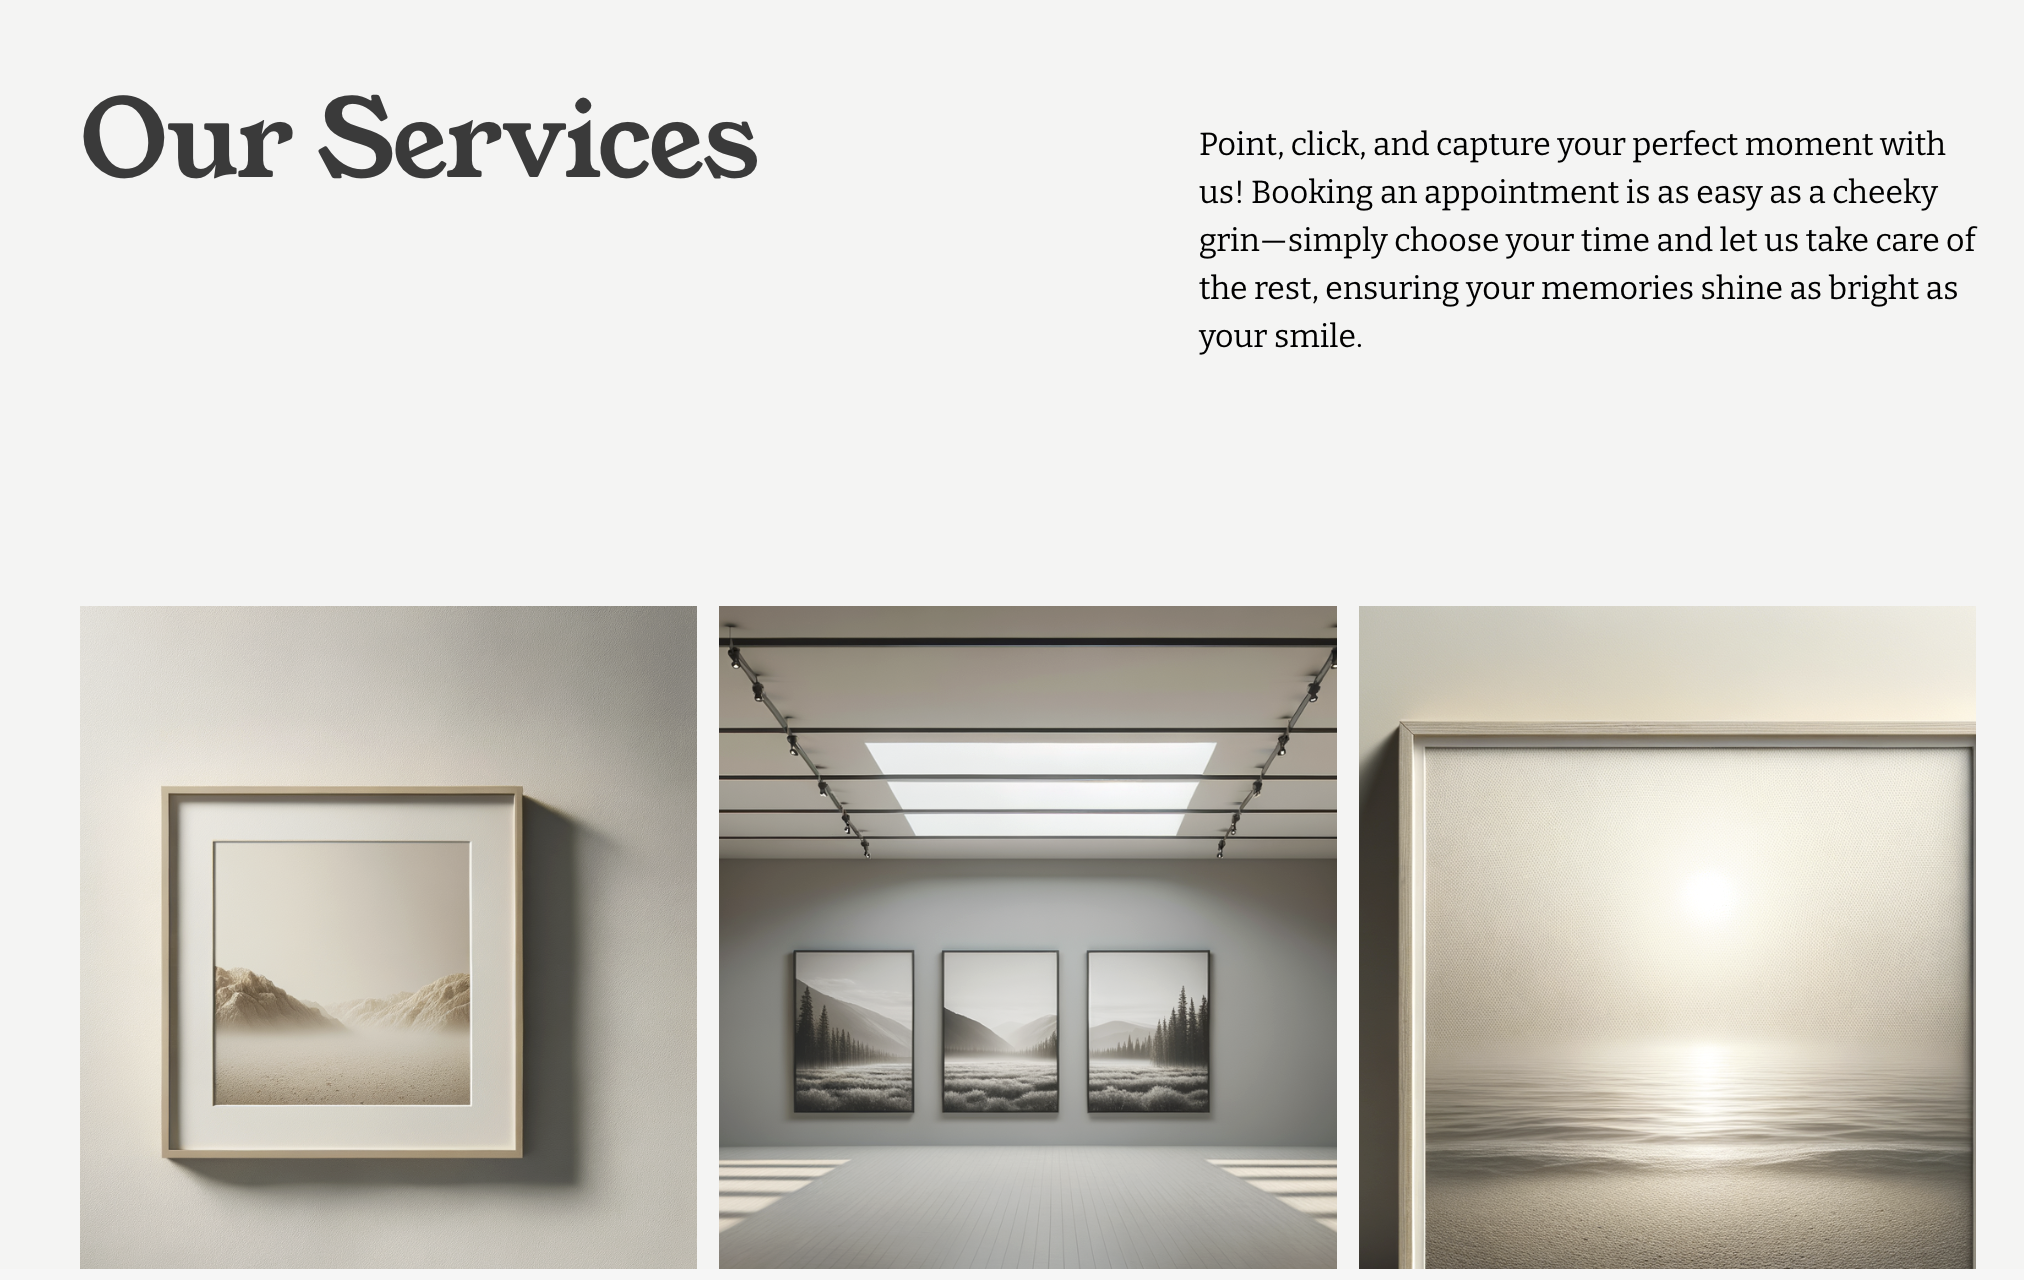 Our Services
Point, click, and capture your perfect moment with
us! Booking an appointment is as easy as a cheeky
grin—simply choose your time and let us take care of
the rest, ensuring your memories shine as bright as
your smile.